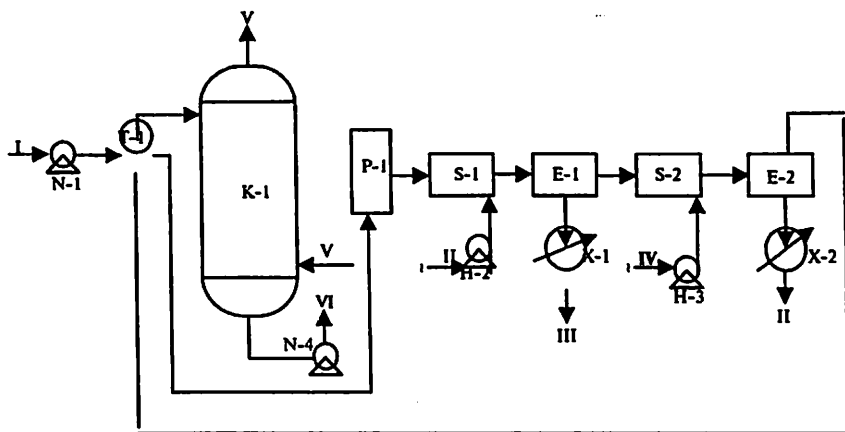 V
I
T-1
N-1
K-1
V
P-1
S-1
E-1
S-2
E-2
II
H-2
X-1
IV
H-3
X-2
VI
N-4
III
II